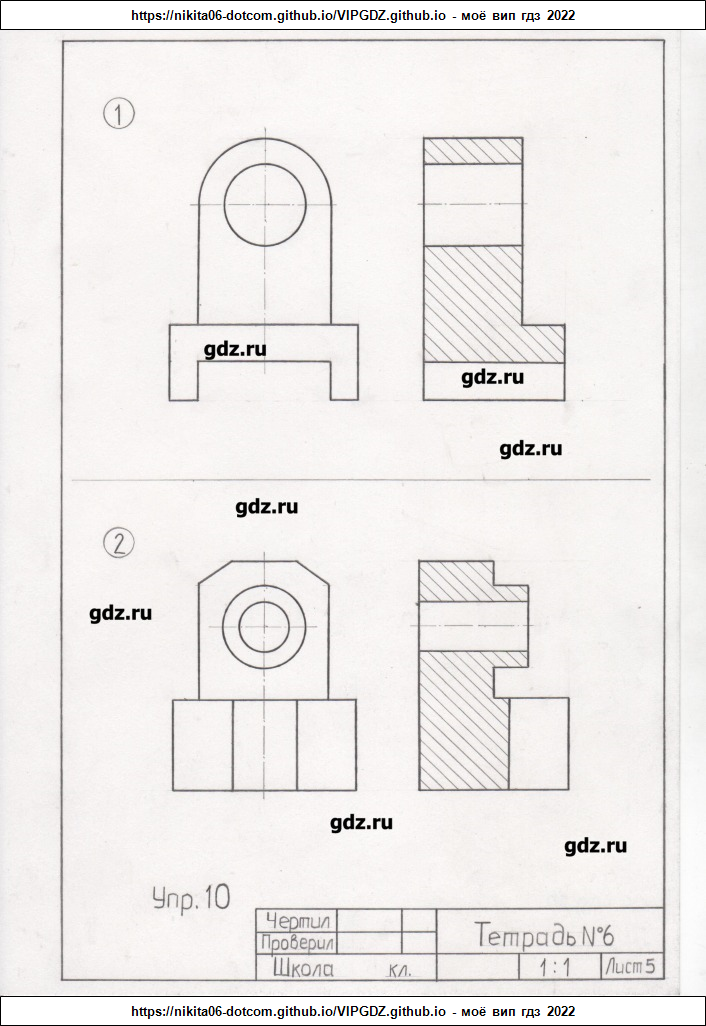 https://nikita06-dotcom.github.io/VIPGDZ.github.io - моё вип гдз 2022
1
gdz.ru
gdz.ru
gdz.ru
gdz.ru
2
gdz.ru
gdz.ru
gdz.ru
Упр.10
Чертил
Проверил
Тетрадь №6
Школа кл.
1:1
Лист 5
https://nikita06-dotcom.github.io/VIPGDZ.github.io - моё вип гдз 2022